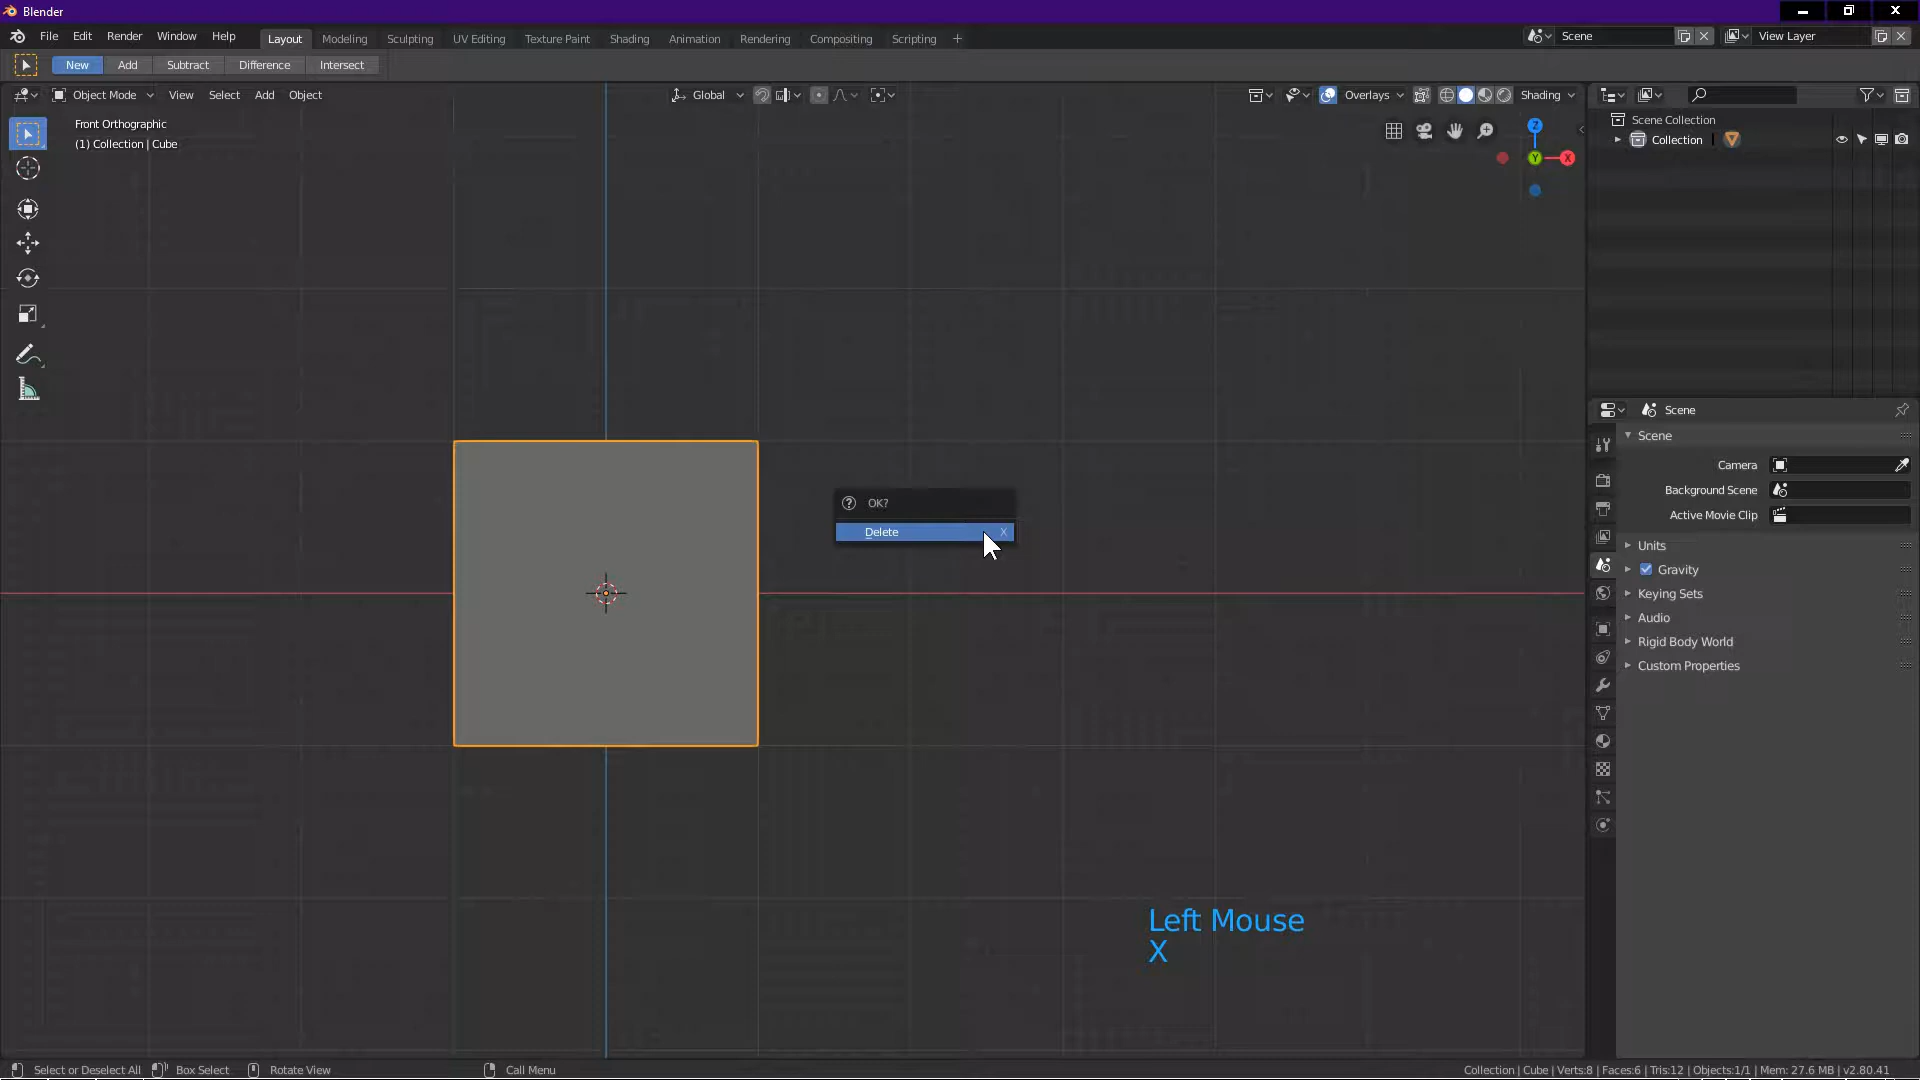 Blender
File Edit Render Window Help Layout Modeling Sculpting UV Editing Texture Paint Shading Animation Rendering Compositing Scripting + Scene View Layer
New Add Subtract Difference Intersect
Object Mode View Select Add Object Global Overlays Shading
Front Orthographic
(1) Collection | Cube
Z
Y X
Scene Collection
Collection
OK?
Delete X
Left Mouse
X
Scene
Scene
Camera
Background Scene
Active Movie Clip
Units
Gravity
Keying Sets
Audio
Rigid Body World
Custom Properties
Select or Deselect All Box Select Rotate View Call Menu Collection | Cube | Verts:8 | Faces:6 | Tris:12 | Objects:1/1 | Mem: 27.6 MB | v2.80.41